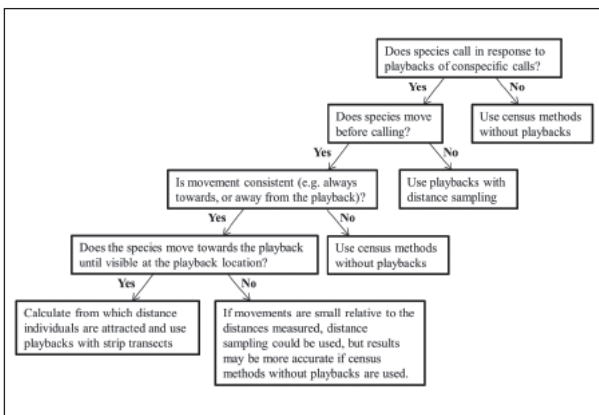 Does species call in response to
playbacks of conspecific calls?
Yes
No
Does species move
before calling?
Use census methods
without playbacks
Yes
No
Is movement consistent (e.g. always
towards, or away from the playback)?
Use playbacks with
distance sampling
Yes
No
Does the species move towards the playback
until visible at the playback location?
Use census methods
without playbacks
Yes
No
Calculate from which distance
individuals are attracted and use
playbacks with strip transects
If movements are small relative to the
distances measured, distance
sampling could be used, but results
may be more accurate if census
methods without playbacks are used.